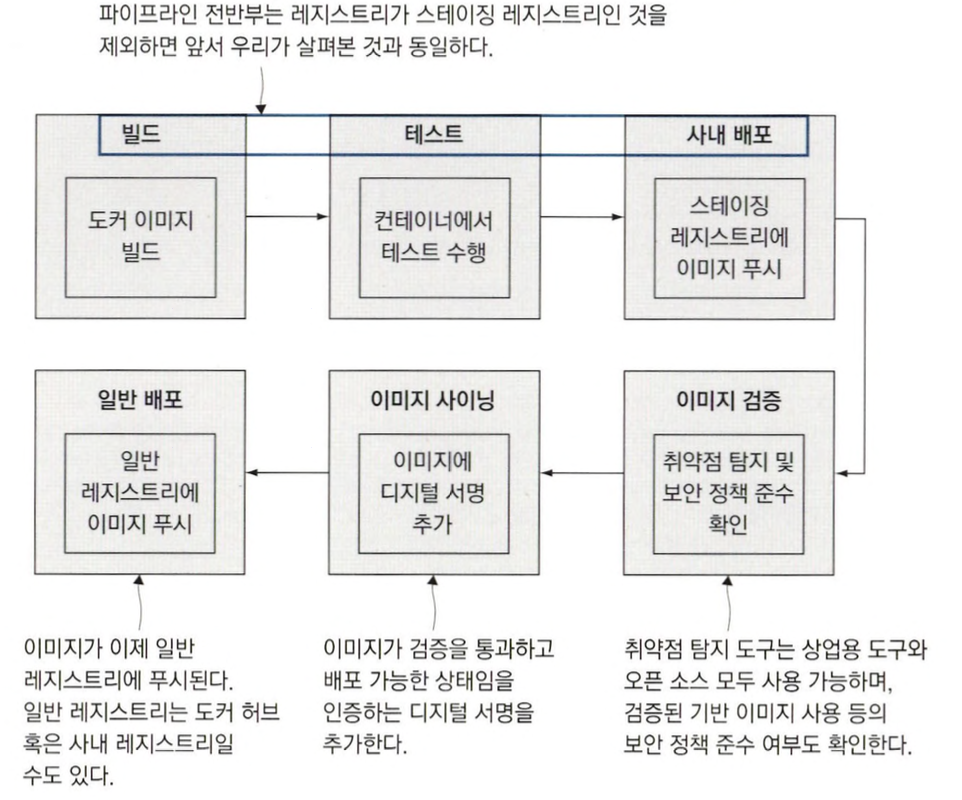 파이프라인 전반부는 레지스트리가 스테이징 레지스트리인 것을
제외하면 앞서 우리가 살펴본 것과 동일하다.
빌드
도커 이미지
빌드
테스트
컨테이너에서
테스트 수행
사내 배포
스테이징
레지스트리에
이미지 푸시
이미지 검증
취약점 탐지 및
보안 정책 준수
확인
이미지 사이닝
이미지에
디지털 서명
추가
일반 배포
일반
레지스트리에
이미지 푸시
이미지가 이제 일반
레지스트리에 푸시된다.
일반 레지스트리는 도커 허브
혹은 사내 레지스트리일
수도 있다.
이미지가 검증을 통과하고
배포 가능한 상태임을
인증하는 디지털 서명을
추가한다.
취약점 탐지 도구는 상업용 도구와
오픈 소스 모두 사용 가능하며,
검증된 기반 이미지 사용 등의
보안 정책 준수 여부도 확인한다.